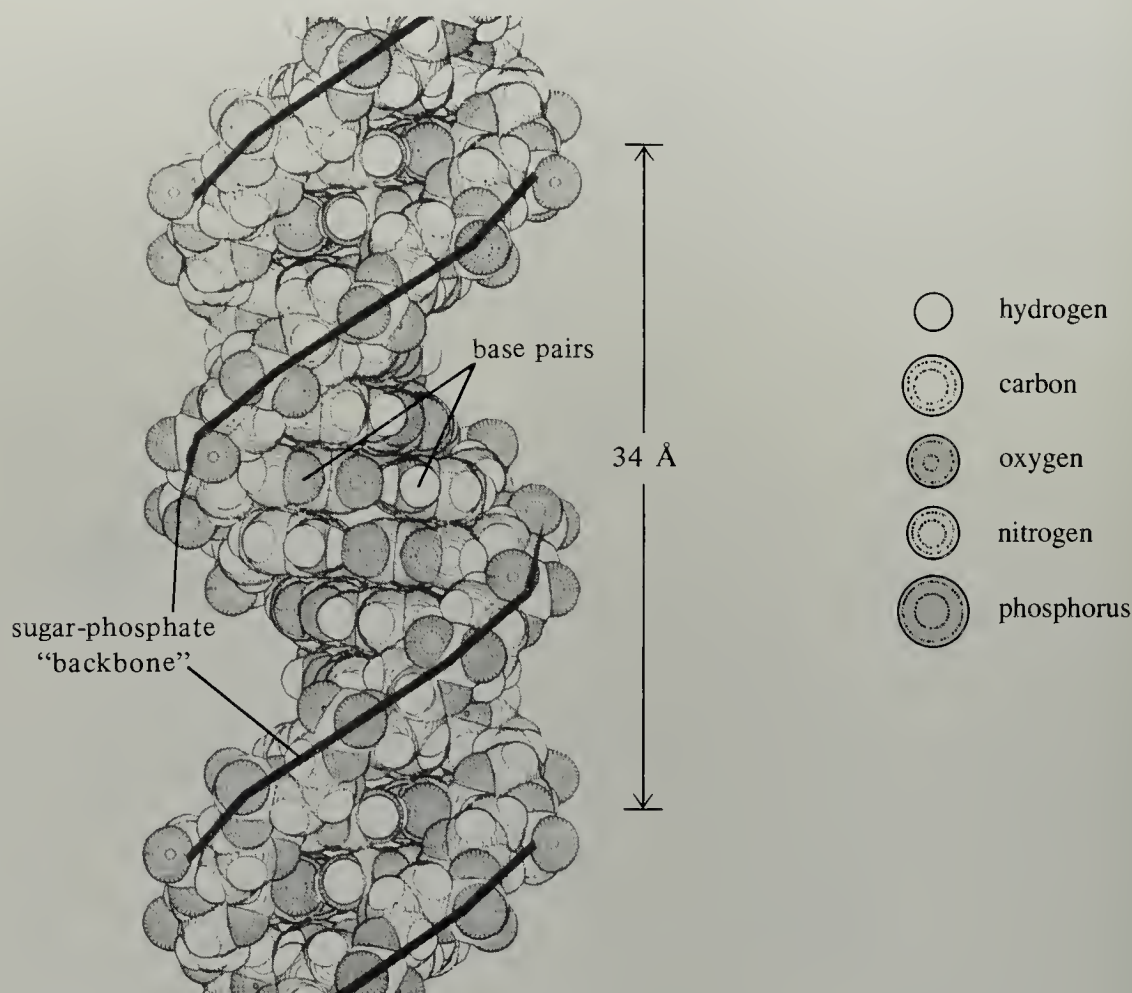 base pairs
34 Å
sugar-phosphate
“backbone”
hydrogen
carbon
oxygen
nitrogen
phosphorus